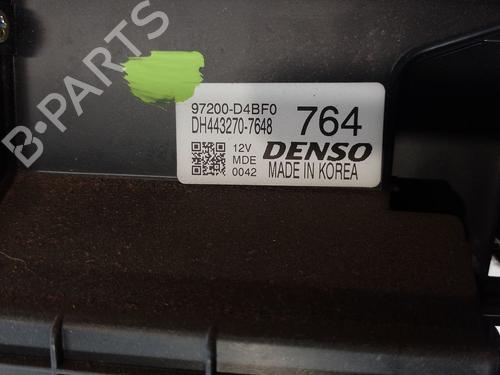 97200-D4BF0
DH443270-7648
764
12V
MDE
0042
DENSO
MADE IN KOREA
B-PARTS